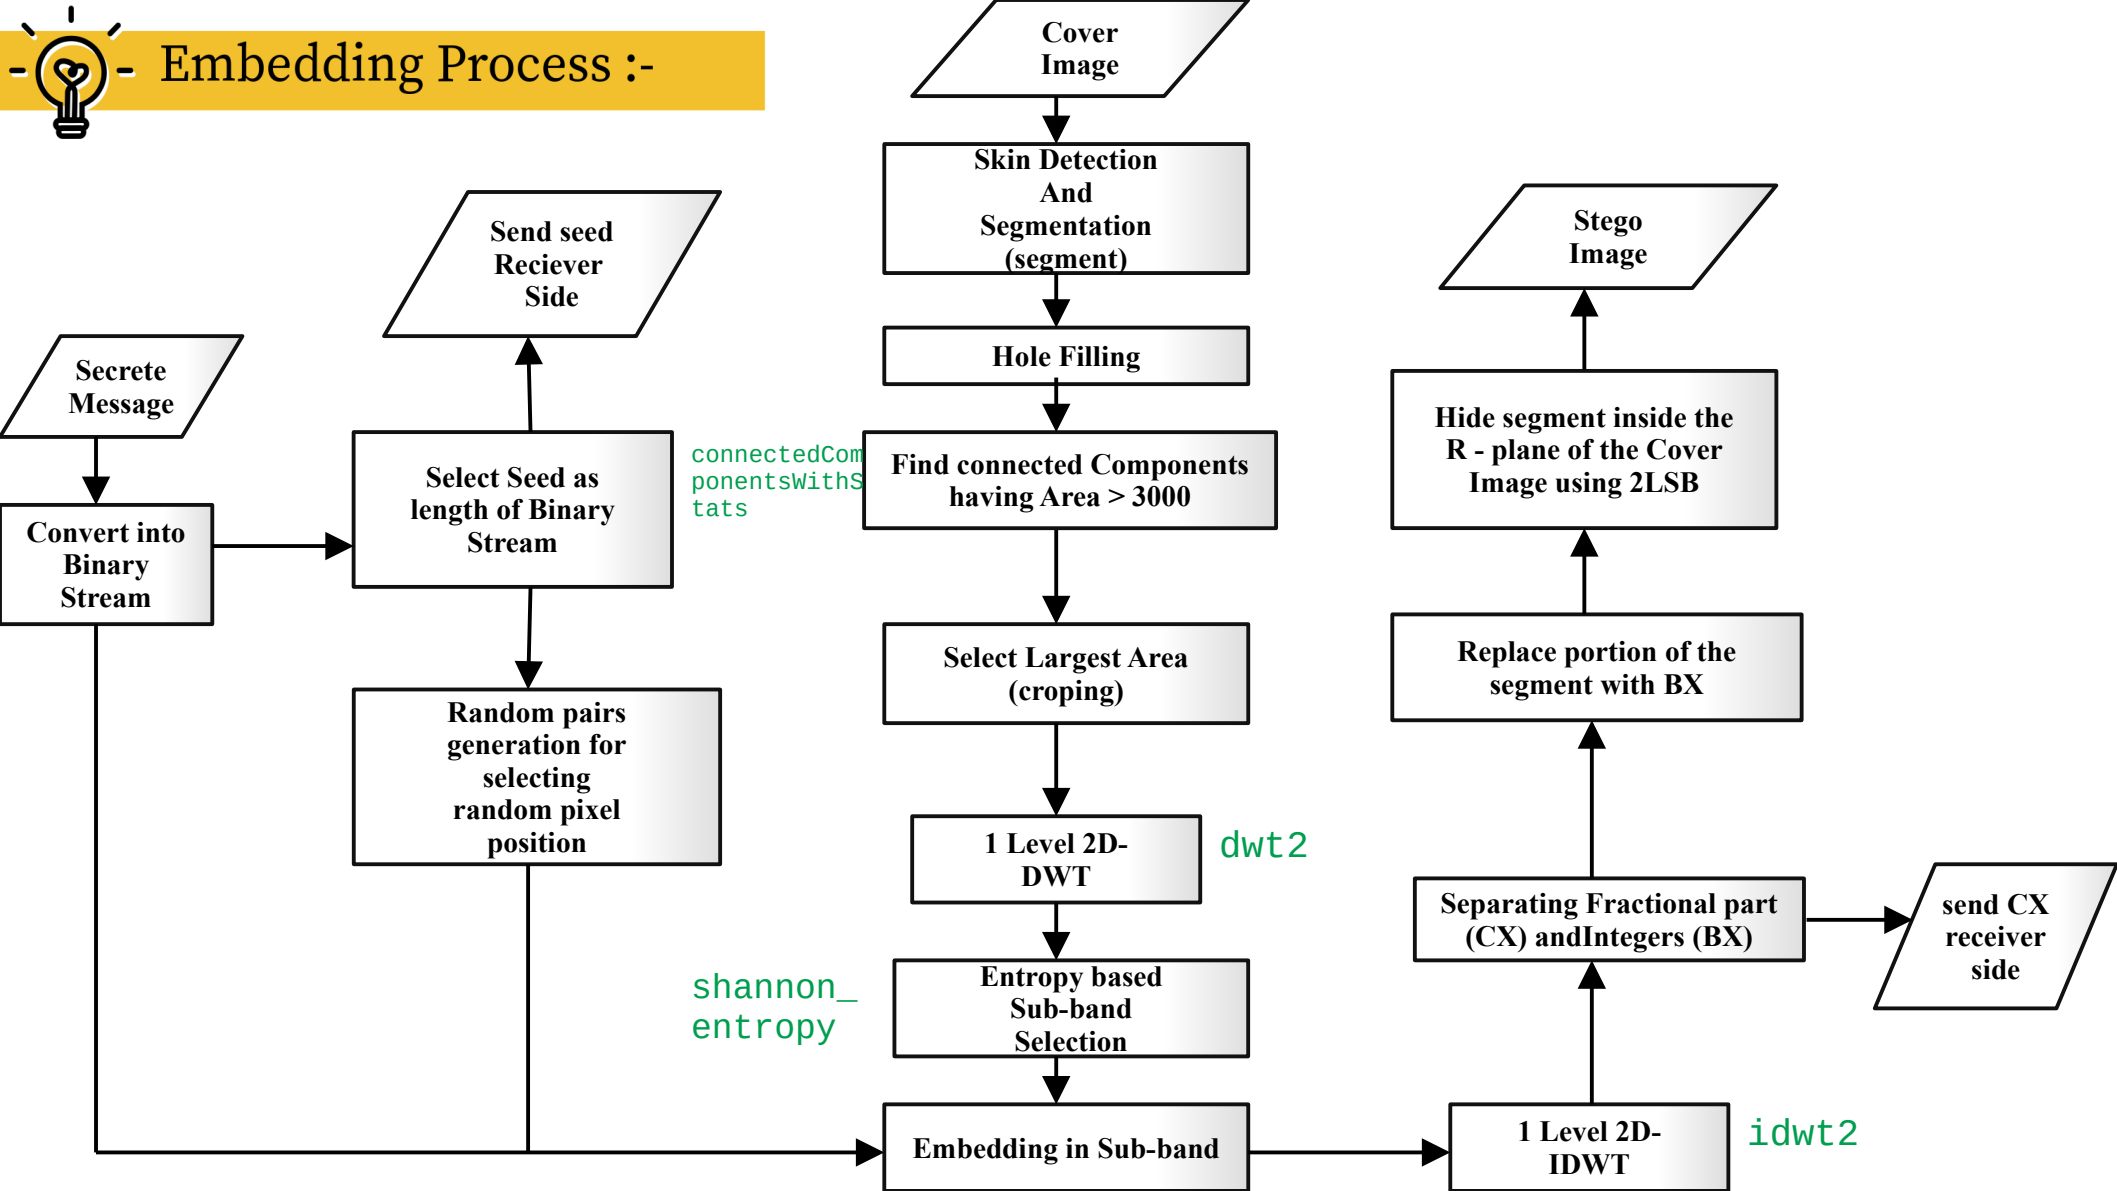 Embedding Process :-
Cover
Image
Skin Detection
And
Segmentation
(segment)
Hole Filling
connectedCom
ponentsWithS
tats
Find connected Components
having Area > 3000
Select Largest Area
(croping)
1 Level 2D-
DWT
dwt2
shannon_
entropy
Entropy based
Sub-band
Selection
Embedding in Sub-band
Secrete
Message
Convert into
Binary
Stream
Send seed
Reciever
Side
Select Seed as
length of Binary
Stream
Random pairs
generation for
selecting
random pixel
position
1 Level 2D-
IDWT
idwt2
Separating Fractional part
(CX) andIntegers (BX)
send CX
receiver
side
Replace portion of the
segment with BX
Hide segment inside the
R - plane of the Cover
Image using 2LSB
Stego
Image